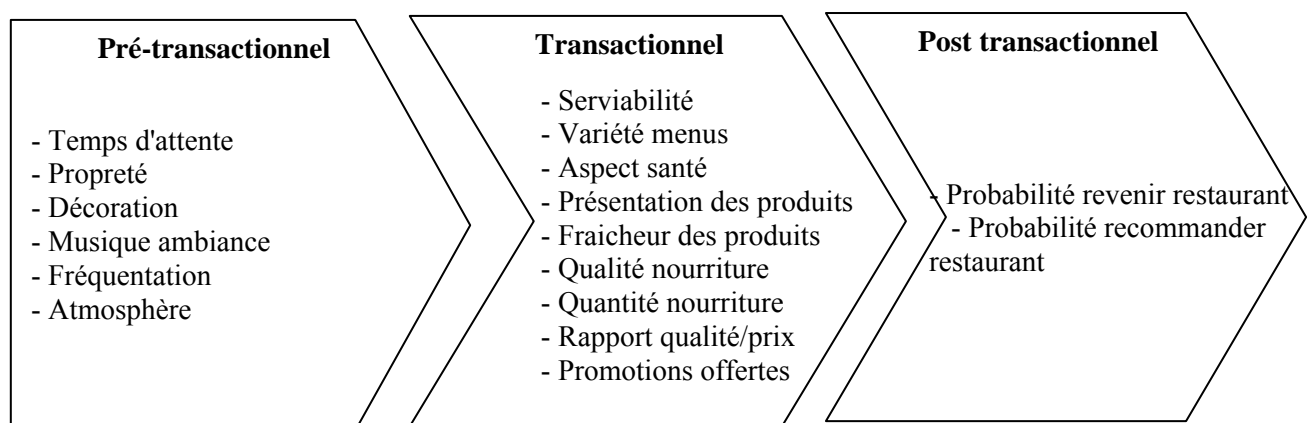 Pré-transactionnel
- Temps d'attente
- Propreté
- Décoration
- Musique ambiance
- Fréquentation
- Atmosphère
Transactionnel
- Serviabilité
- Variété menus
- Aspect santé
- Présentation des produits
- Fraicheur des produits
- Qualité nourriture
- Quantité nourriture
- Rapport qualité/prix
- Promotions offertes
Post transactionnel
- Probabilité revenir restaurant
- Probabilité recommander
restaurant